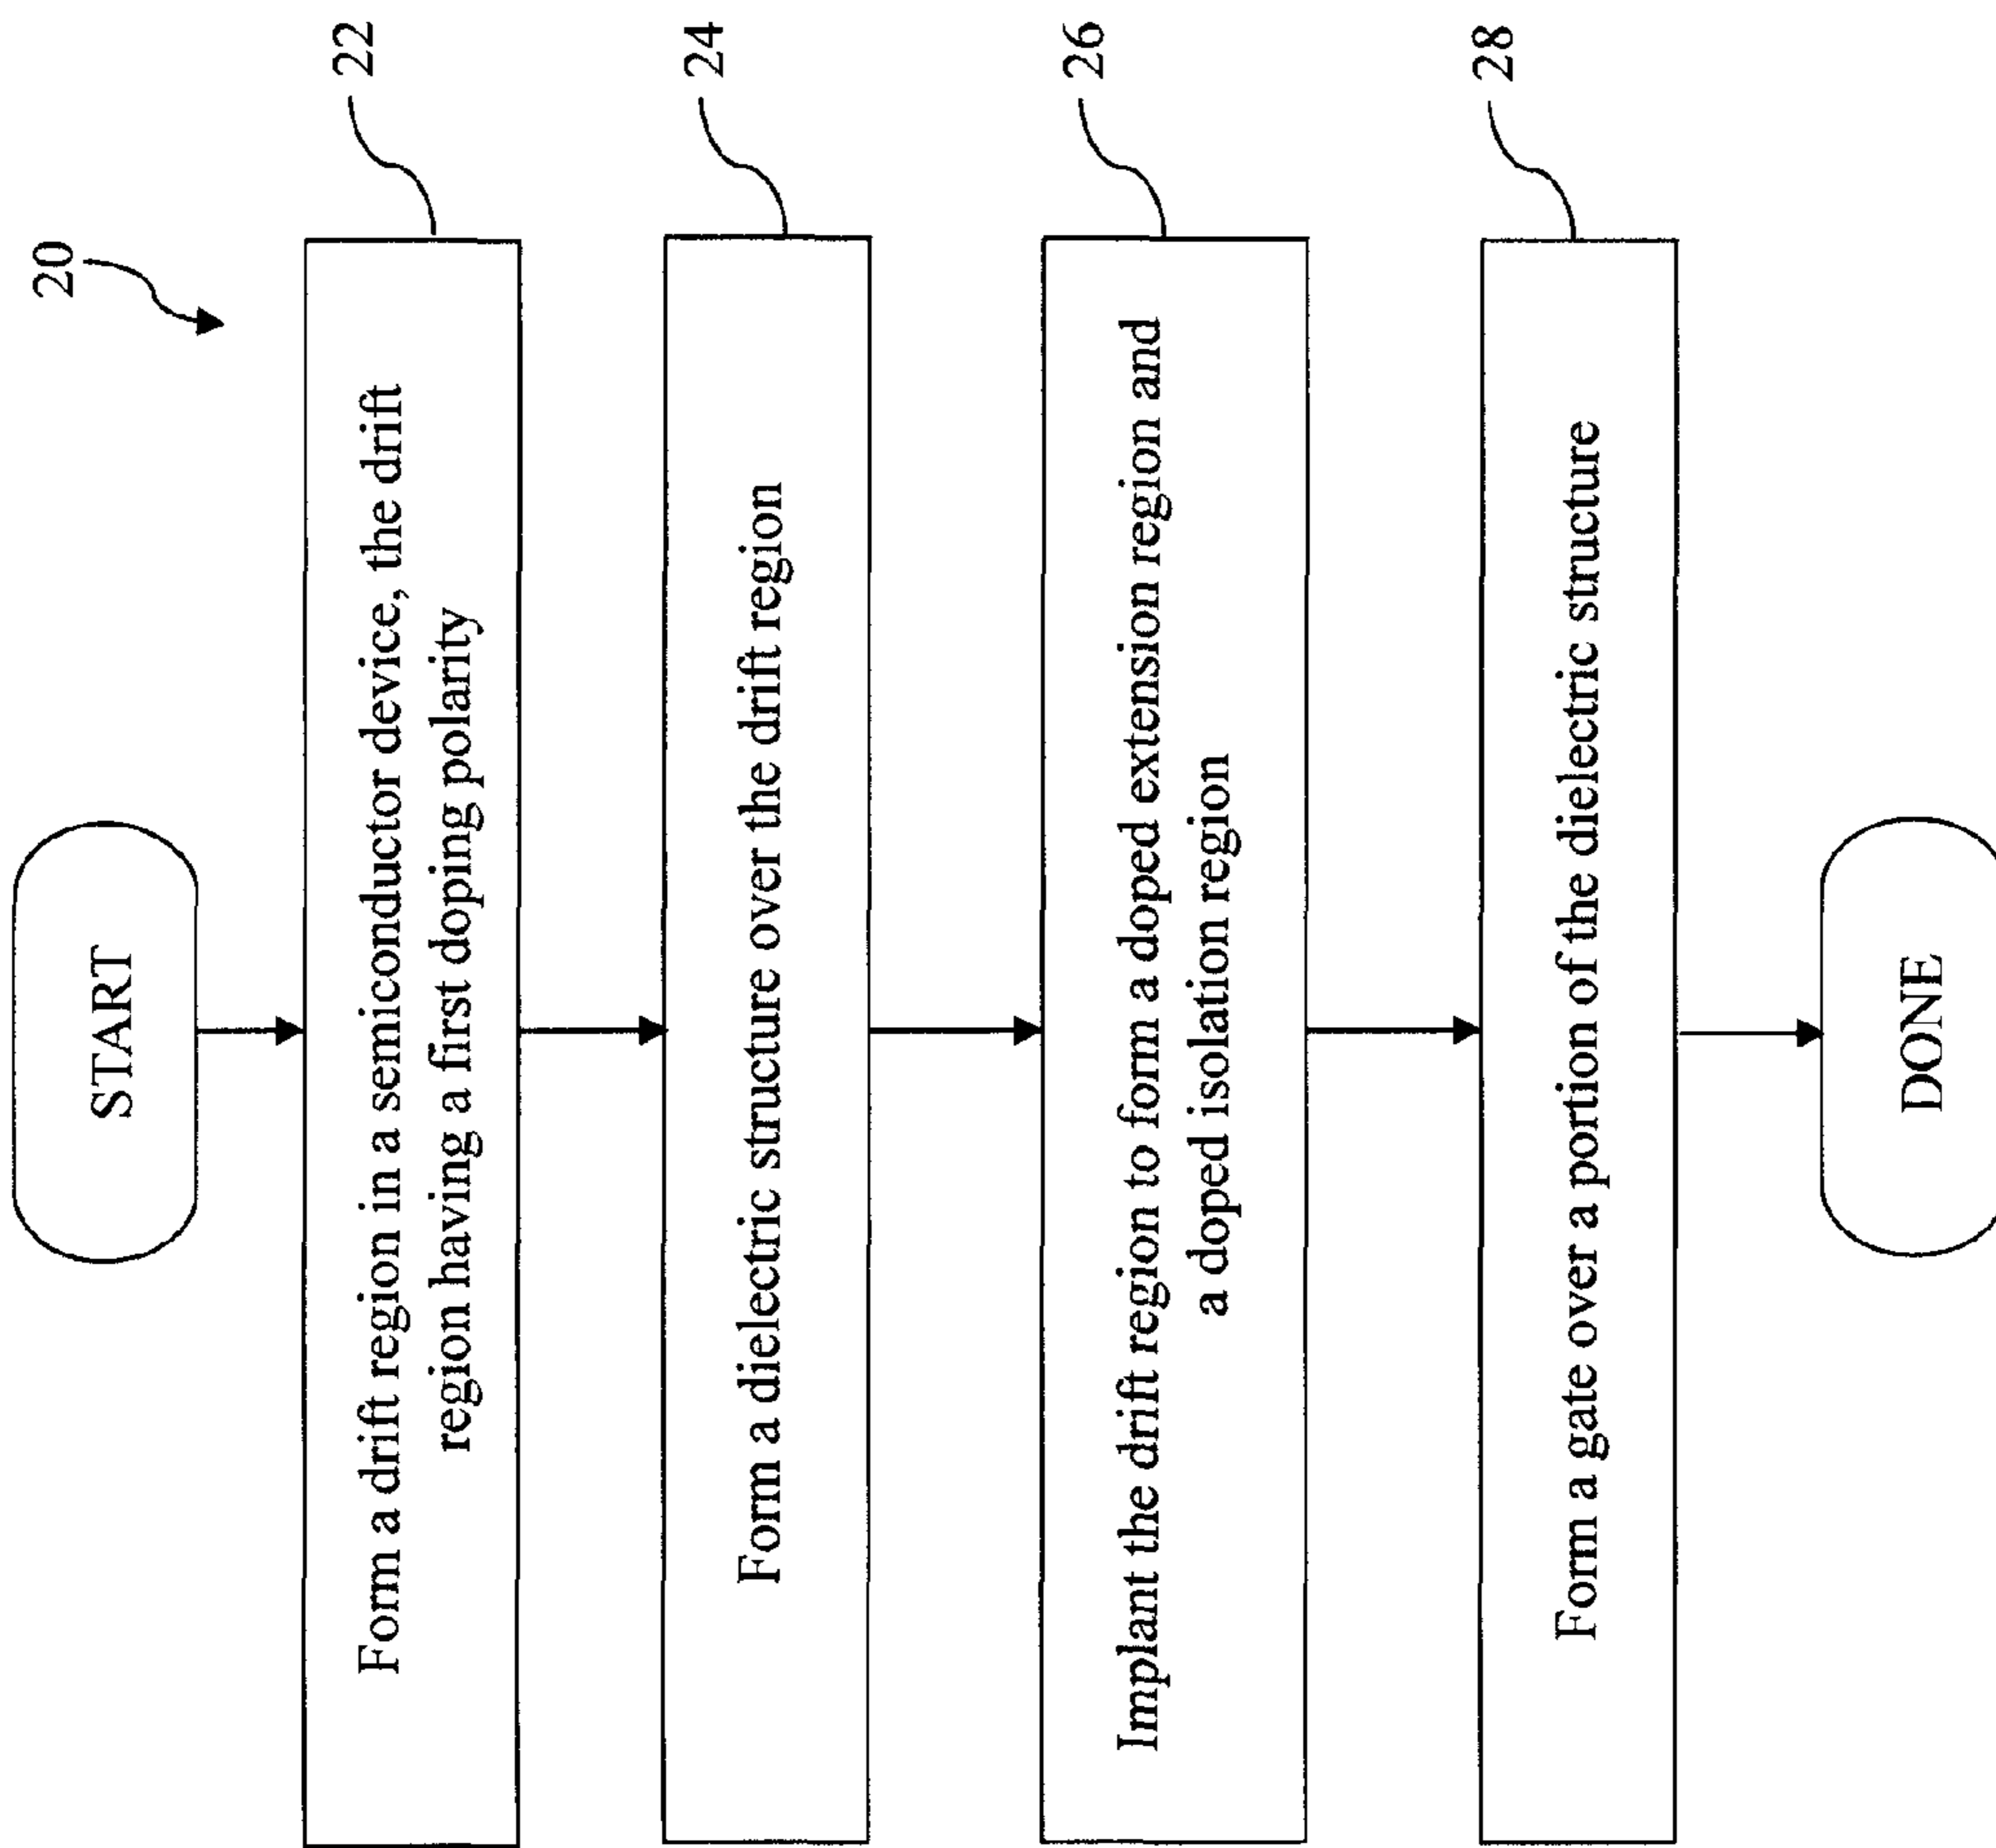 20
START
Form a drift region in a semiconductor device, the drift
region having a first doping polarity
22
Form a dielectric structure over the drift region
24
Implant the drift region to form a doped extension region and
a doped isolation region
26
Form a gate over a portion of the dielectric structure
28
DONE